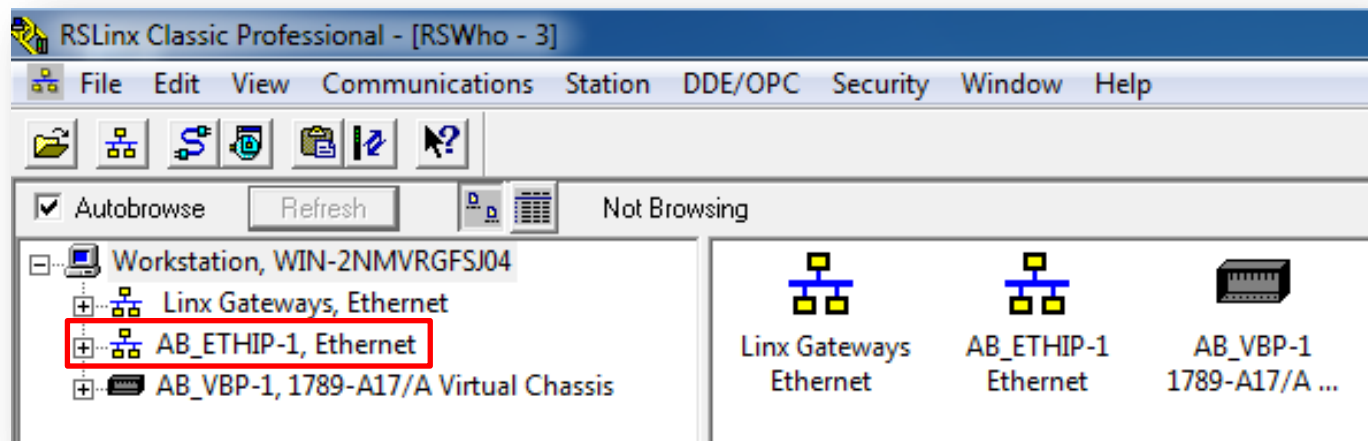 RSLinx Classic Professional - [RSWho - 3]
File Edit View Communications Station DDE/OPC Security Window Help
Autobrowse Refresh Not Browsing
Workstation, WIN-2NMVRGFSJ04
Linx Gateways, Ethernet
AB_ETHIP-1, Ethernet
AB_VBP-1, 1789-A17/A Virtual Chassis
Linx Gateways
Ethernet
AB_ETHIP-1
Ethernet
AB_VBP-1
1789-A17/A ...